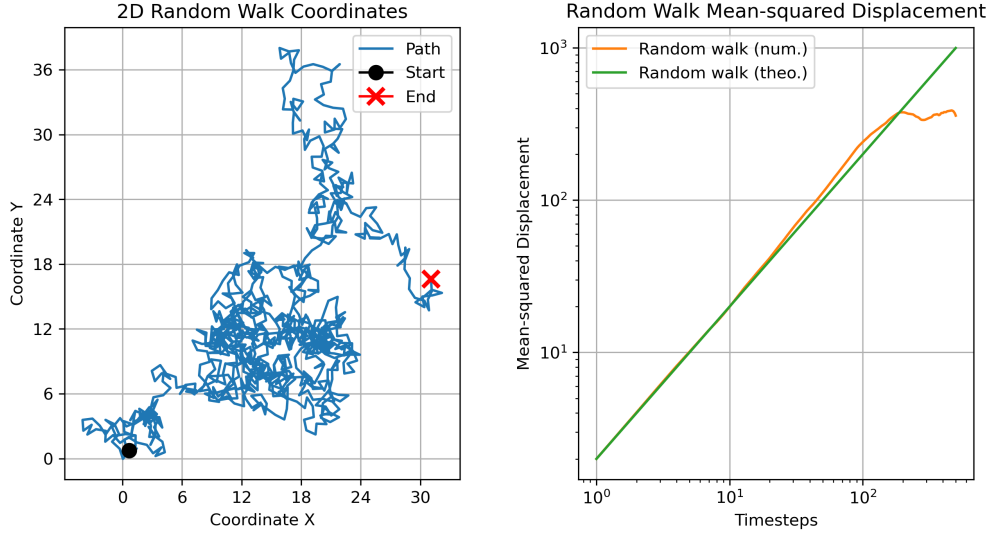 2D Random Walk Coordinates
Coordinate Y
36
30
24
18
12
6
0
Path
Start
End
0 6 12 18 24 30
Coordinate X
Random Walk Mean-squared Displacement
Mean-squared Displacement
10³
10²
10¹
Random walk (num.)
Random walk (theo.)
10⁰ 10¹ 10²
Timesteps